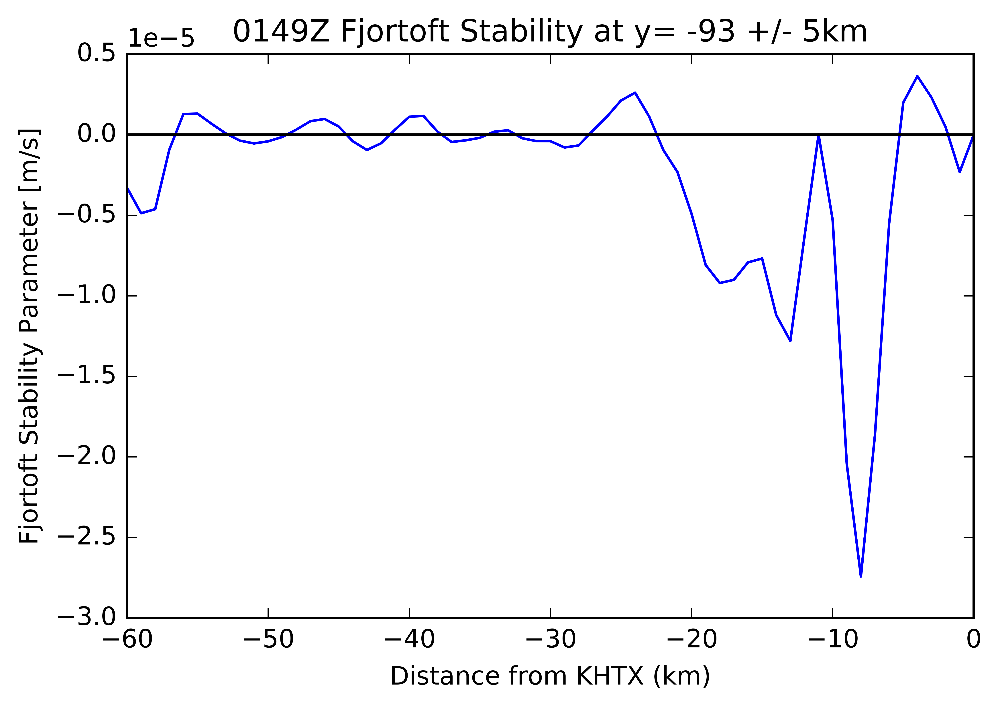 0149Z Fjortoft Stability at y= -93 +/- 5km
1e−5
0.5
0.0
−0.5
−1.0
−1.5
−2.0
−2.5
−3.0
Fjortoft Stability Parameter [m/s]
−60 −50 −40 −30 −20 −10 0
Distance from KHTX (km)